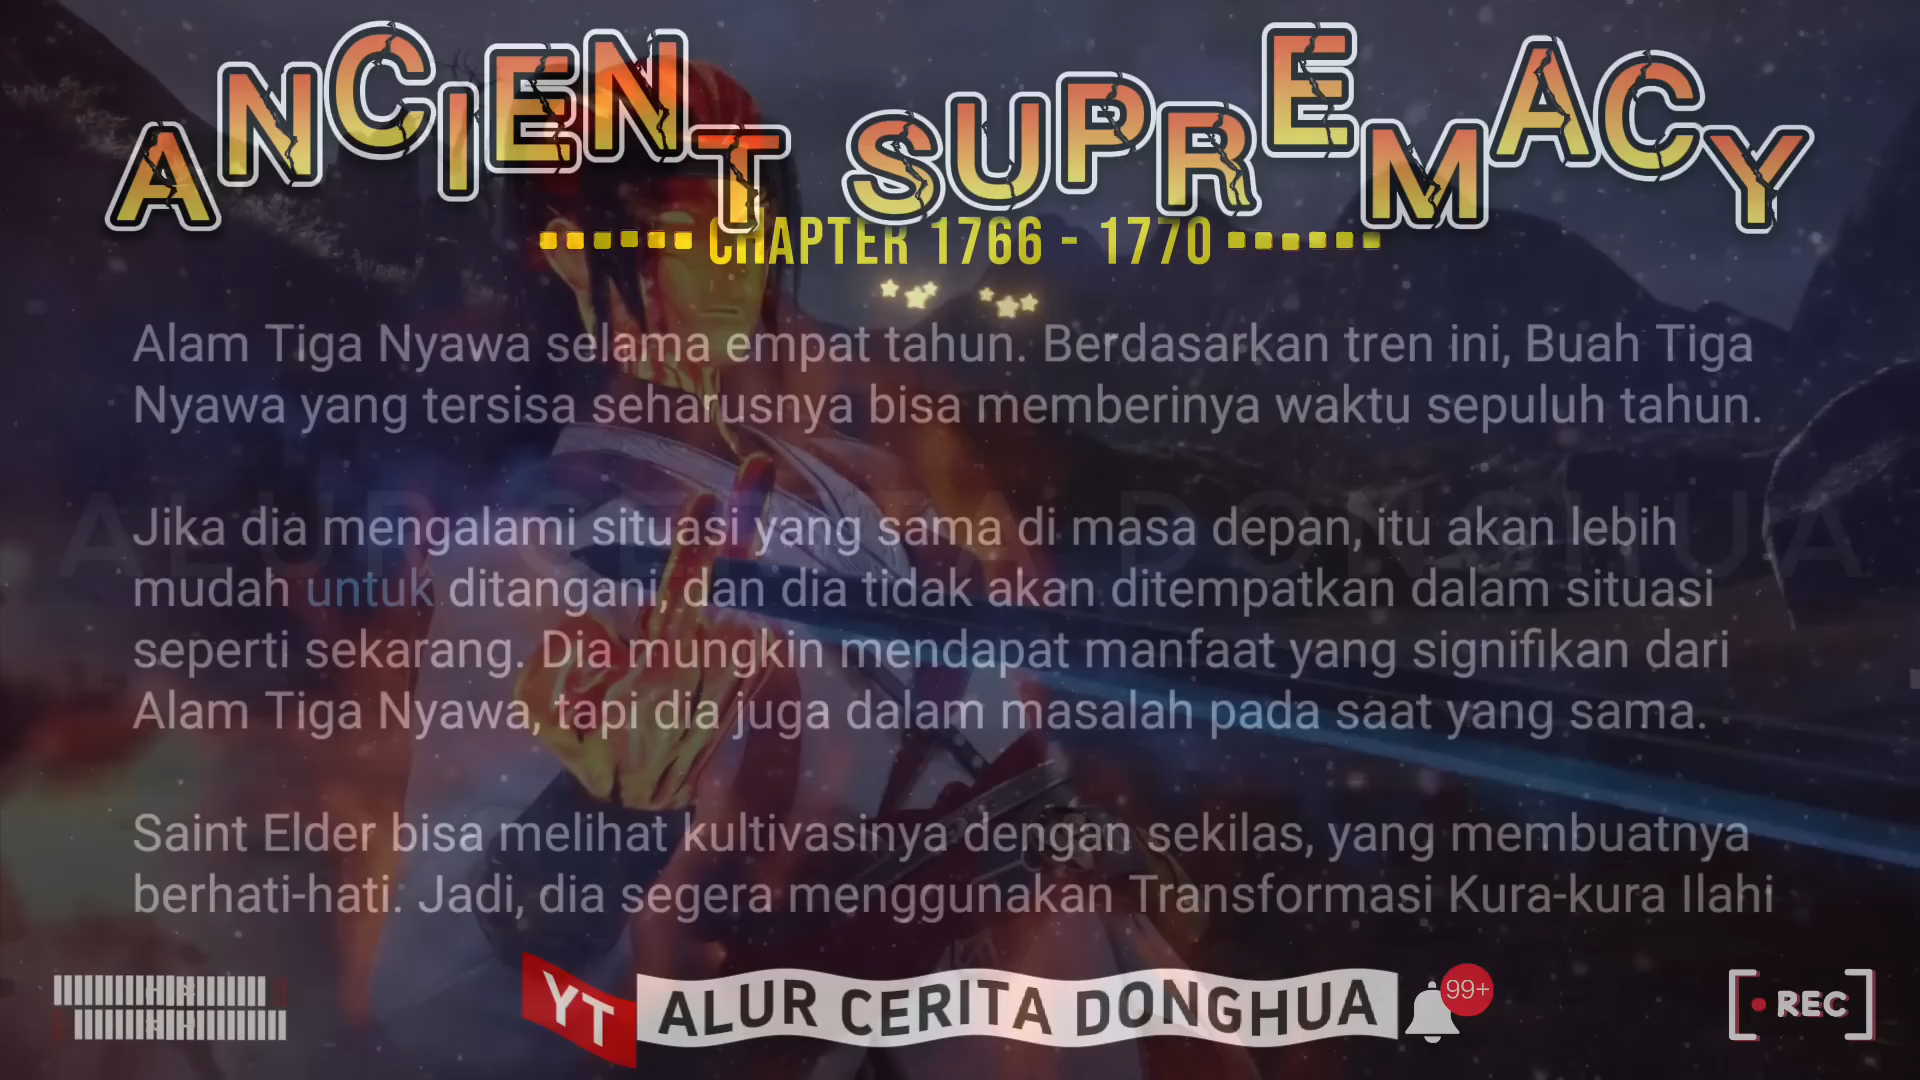 ANCIENT SUPREMACY
CHAPTER 1766 - 1770
Alam Tiga Nyawa selama empat tahun. Berdasarkan tren ini, Buah Tiga
Nyawa yang tersisa seharusnya bisa memberinya waktu sepuluh tahun.
ALUR CERITA DONGHUA
Jika dia mengalami situasi yang sama di masa depan, itu akan lebih
mudah untuk ditangani, dan dia tidak akan ditempatkan dalam situasi
seperti sekarang. Dia mungkin mendapat manfaat yang signifikan dari
Alam Tiga Nyawa, tapi dia juga dalam masalah pada saat yang sama.
Saint Elder bisa melihat kultivasinya dengan sekilas, yang membuatnya
berhati-hati. Jadi, dia segera menggunakan Transformasi Kura-kura Ilahi
YT ALUR CERITA DONGHUA 99+
REC